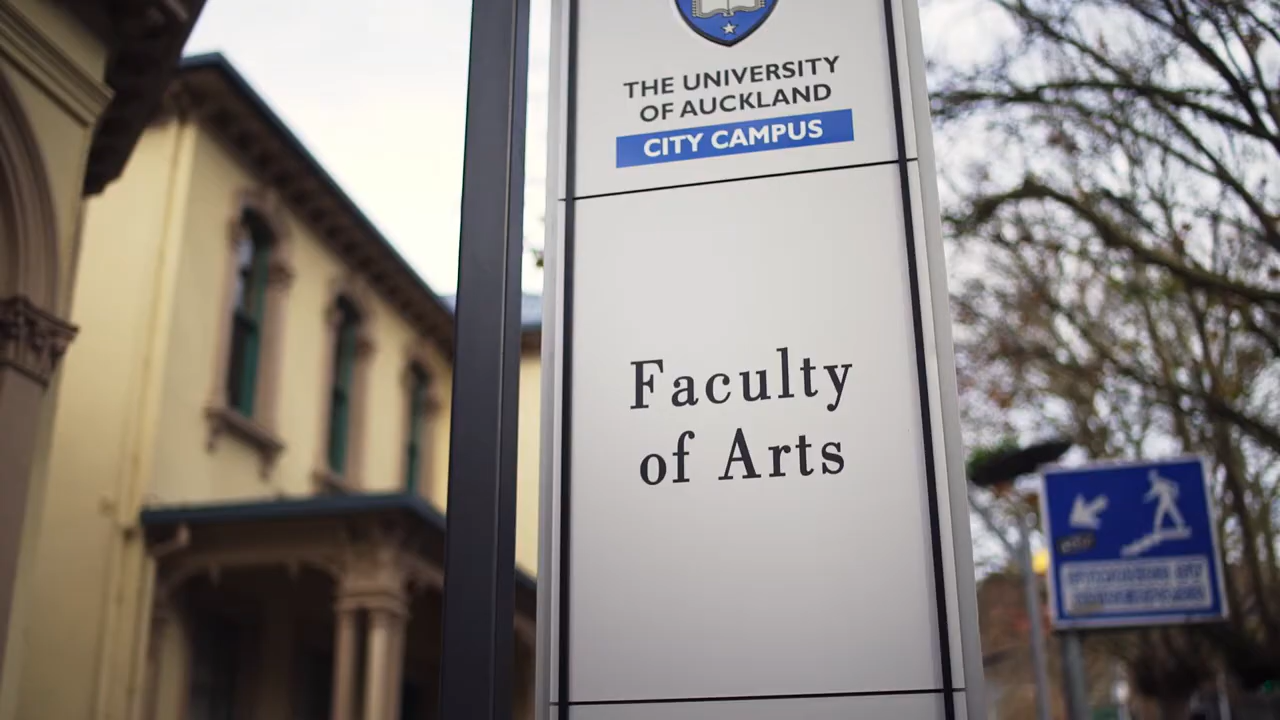 THE UNIVERSITY
OF AUCKLAND
CITY CAMPUS
Faculty
of Arts